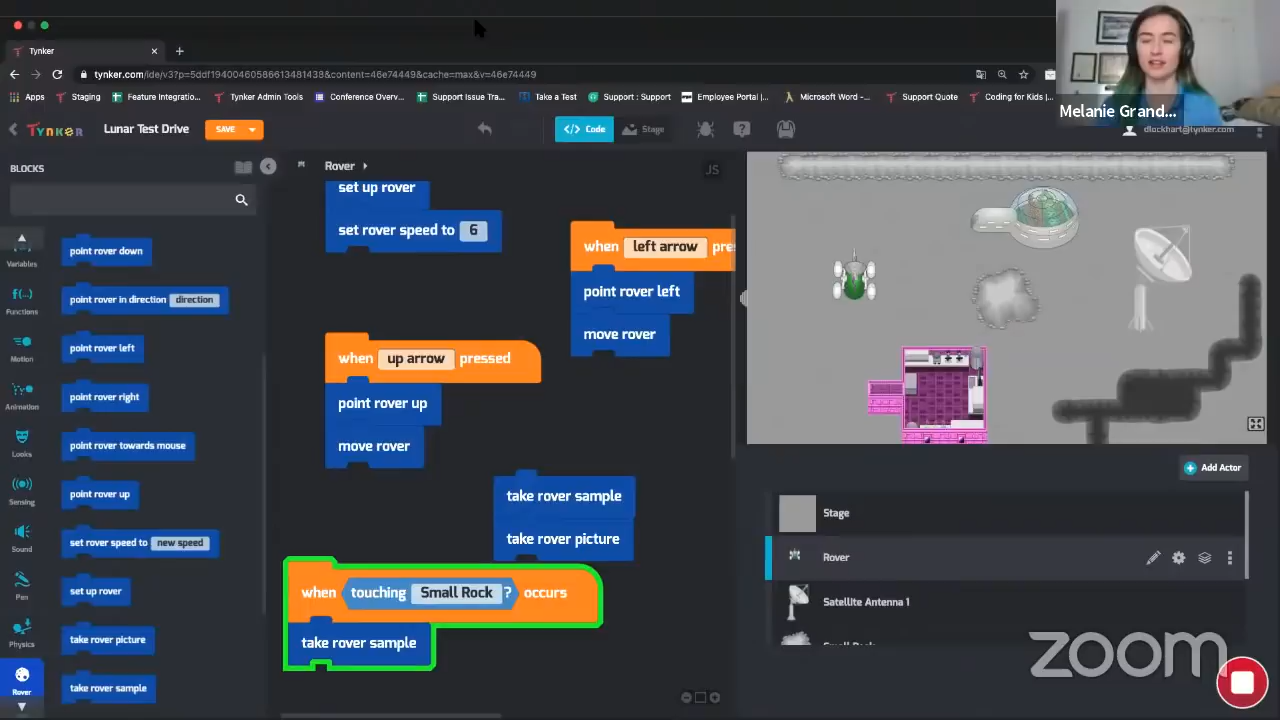 Tynker
tynker.com/ide/v3?p=5ddf19400460586613481438&content=46e74449&cache=max&v=46e74449
Apps
Staging
Feature Integratio...
Tynker Admin Tools
Conference Overv...
Support Issue Tra...
Take a Test
Support : Support
Employee Portal |...
Microsoft Word -...
Support Quote
Coding for Kids |...
Melanie Grand...
TYNKER
Lunar Test Drive
SAVE
</> Code
Stage
dlockhart@tynker.com
BLOCKS
Variables
f(...)
Functions
Motion
Animation
Looks
Sensing
Sound
Pen
Physics
Rover
point rover down
point rover in direction direction
point rover left
point rover right
point rover towards mouse
point rover up
set rover speed to new speed
set up rover
take rover picture
take rover sample
Rover
JS
set up rover
set rover speed to 6
when left arrow pre
point rover left
move rover
when up arrow pressed
point rover up
move rover
take rover sample
take rover picture
when touching Small Rock ? occurs
take rover sample
Add Actor
Stage
Rover
Satellite Antenna 1
Small Rock
zoom